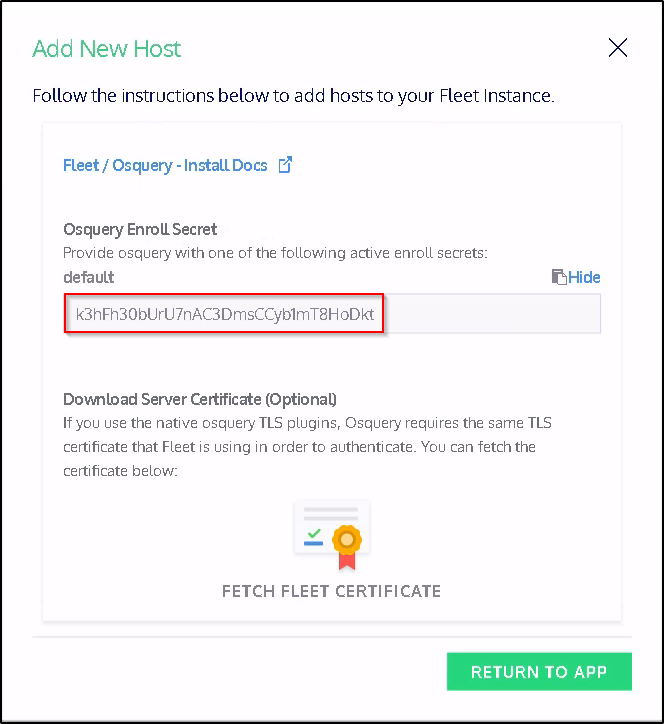 Add New Host
Follow the instructions below to add hosts to your Fleet Instance.
Fleet / Osquery - Install Docs
Osquery Enroll Secret
Provide osquery with one of the following active enroll secrets:
default
Hide
k3hFh30bUrU7nAC3DmsCCyb1mT8HoDkt
Download Server Certificate (Optional)
If you use the native osquery TLS plugins, Osquery requires the same TLS
certificate that Fleet is using in order to authenticate. You can fetch the
certificate below:
FETCH FLEET CERTIFICATE
RETURN TO APP